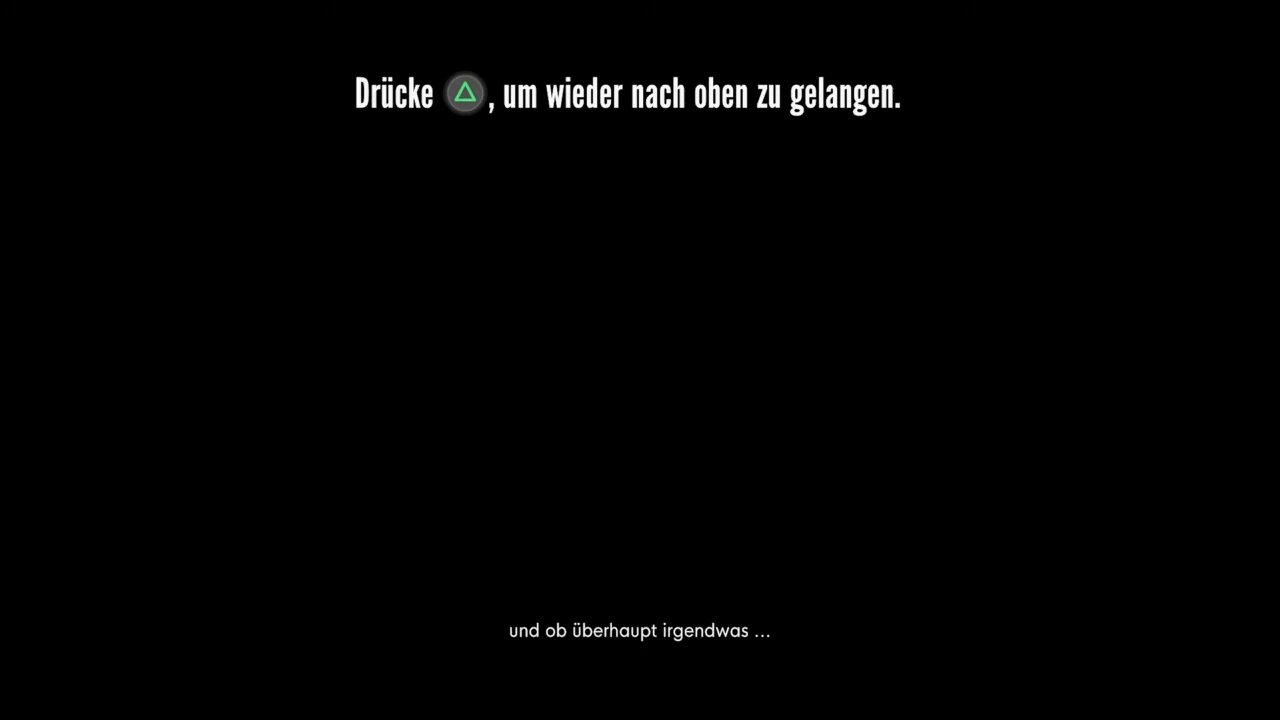 Drücke △, um wieder nach oben zu gelangen.
und ob überhaupt irgendwas ...